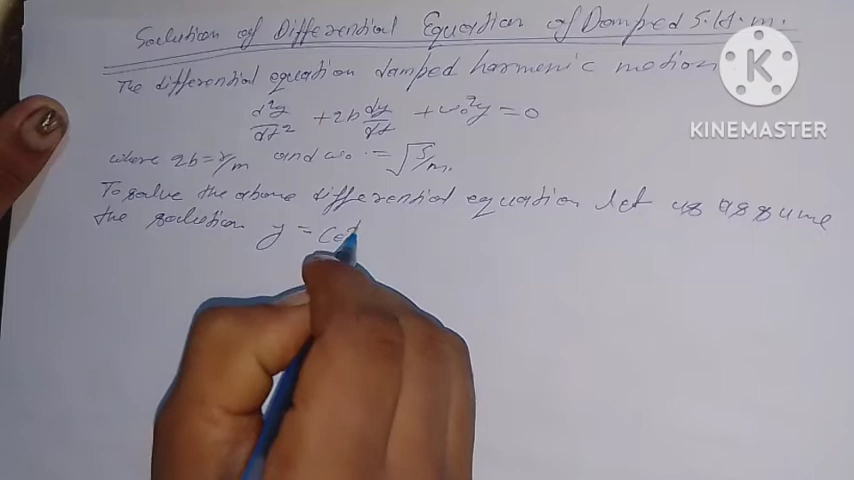 Solution of Differential Equation of Damped S.H.m.
The differential equation damped harmonic motion
d²y/dt² + 2b dy/dt + ω₀²y = 0
where 2b = r/m and ω₀ = √s/m.
To solve the above differential equation let us assume
the solution y = Ce
K
KINEMASTER